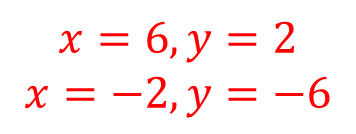 x = 6, y = 2
x = −2, y = −6